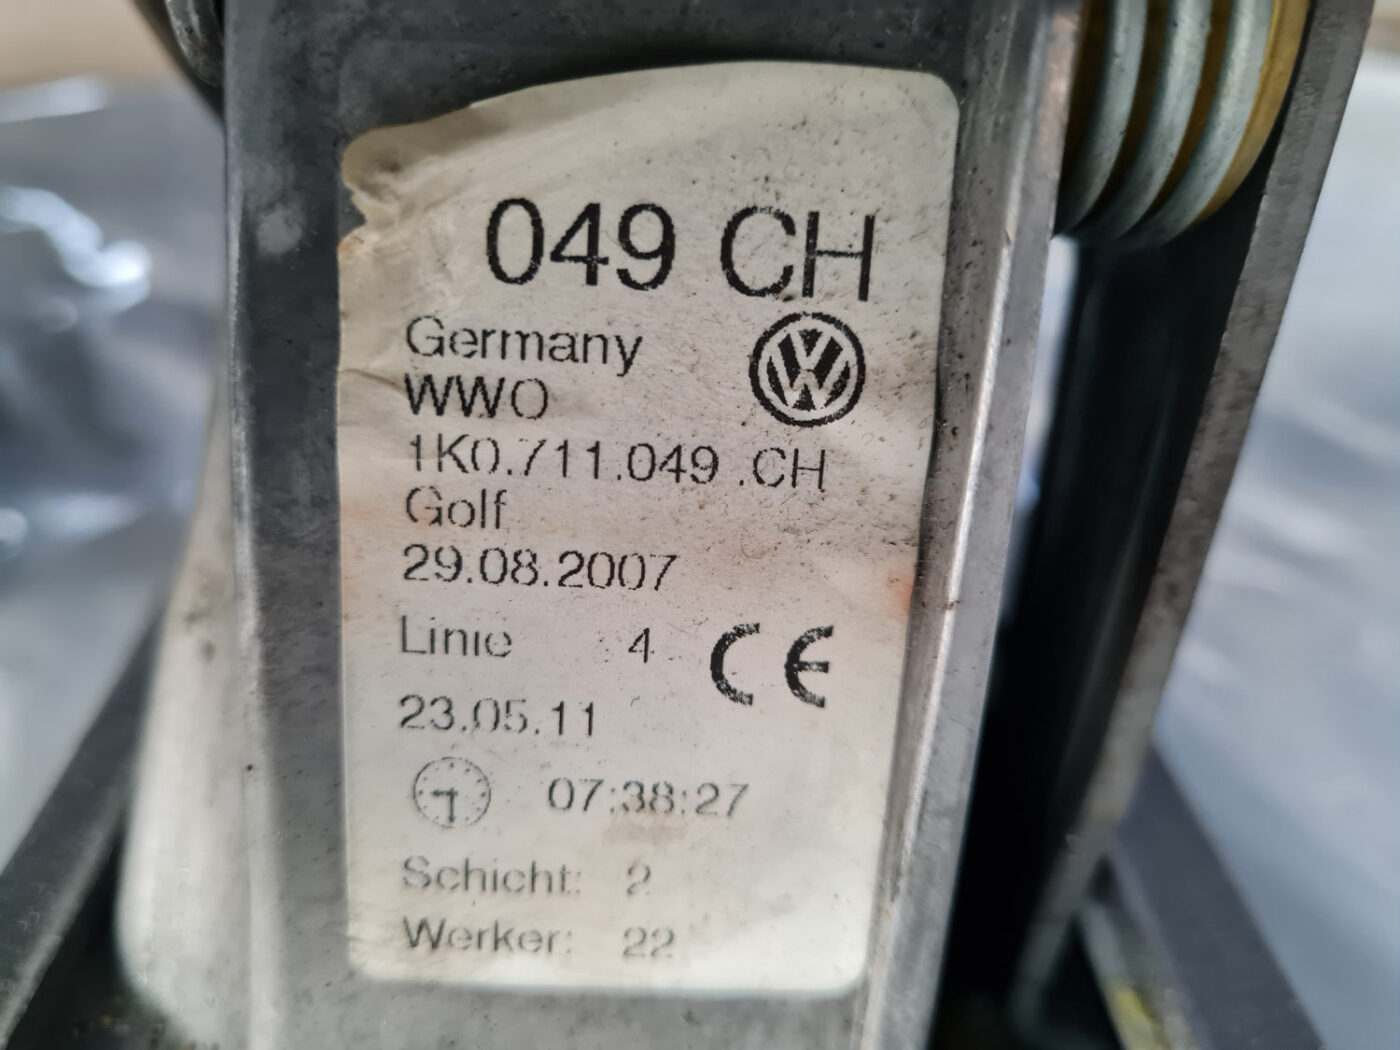 049 CH
Germany
WWO
1K0.711.049 .CH
Golf
29.08.2007
Linie 4 CE
23.05.11
07:38:27
Schicht: 2
Werker: 22